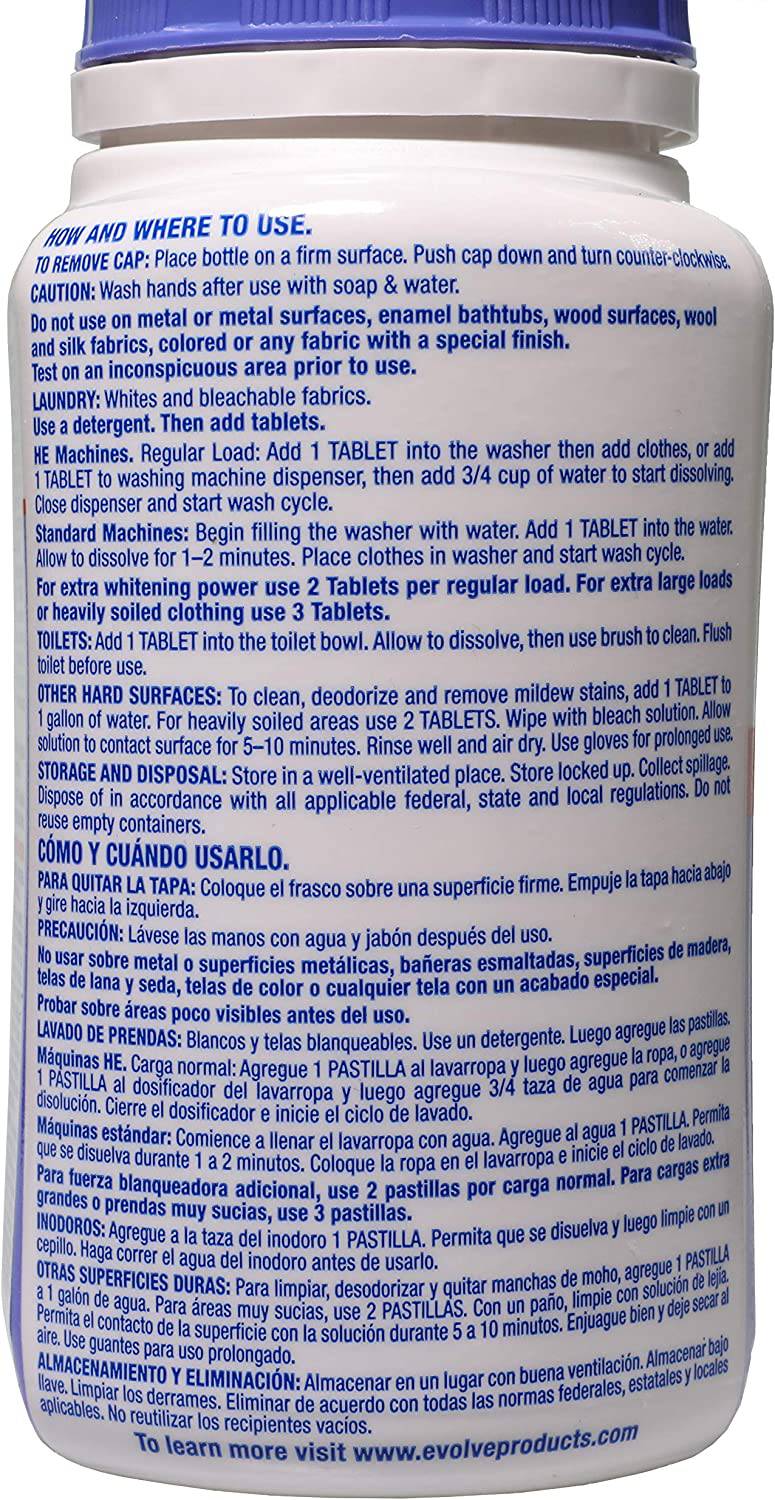 HOW AND WHERE TO USE.
TO REMOVE CAP: Place bottle on a firm surface. Push cap down and turn counter-clockwise.
CAUTION: Wash hands after use with soap & water.
Do not use on metal or metal surfaces, enamel bathtubs, wood surfaces, wool
and silk fabrics, colored or any fabric with a special finish.
Test on an inconspicuous area prior to use.
LAUNDRY: Whites and bleachable fabrics.
Use a detergent. Then add tablets.
HE Machines. Regular Load: Add 1 TABLET into the washer then add clothes, or add
1 TABLET to washing machine dispenser, then add 3/4 cup of water to start dissolving.
Close dispenser and start wash cycle.
Standard Machines: Begin filling the washer with water. Add 1 TABLET into the water.
Allow to dissolve for 1–2 minutes. Place clothes in washer and start wash cycle.
For extra whitening power use 2 Tablets per regular load. For extra large loads
or heavily soiled clothing use 3 Tablets.
TOILETS: Add 1 TABLET into the toilet bowl. Allow to dissolve, then use brush to clean. Flush
toilet before use.
OTHER HARD SURFACES: To clean, deodorize and remove mildew stains, add 1 TABLET to
1 gallon of water. For heavily soiled areas use 2 TABLETS. Wipe with bleach solution. Allow
solution to contact surface for 5–10 minutes. Rinse well and air dry. Use gloves for prolonged use.
STORAGE AND DISPOSAL: Store in a well-ventilated place. Store locked up. Collect spillage.
Dispose of in accordance with all applicable federal, state and local regulations. Do not
reuse empty containers.
CÓMO Y CUÁNDO USARLO.
PARA QUITAR LA TAPA: Coloque el frasco sobre una superficie firme. Empuje la tapa hacia abajo
y gire hacia la izquierda.
PRECAUCIÓN: Lávese las manos con agua y jabón después del uso.
No usar sobre metal o superficies metálicas, bañeras esmaltadas, superficies de madera,
telas de lana y seda, telas de color o cualquier tela con un acabado especial.
Probar sobre áreas poco visibles antes del uso.
LAVADO DE PRENDAS: Blancos y telas blanqueables. Use un detergente. Luego agregue las pastillas.
Máquinas HE. Carga normal: Agregue 1 PASTILLA al lavarropa y luego agregue la ropa, o agregue
1 PASTILLA al dosificador del lavarropa y luego agregue 3/4 taza de agua para comenzar la
disolución. Cierre el dosificador e inicie el ciclo de lavado.
Máquinas estándar: Comience a llenar el lavarropa con agua. Agregue al agua 1 PASTILLA. Permita
que se disuelva durante 1 a 2 minutos. Coloque la ropa en el lavarropa e inicie el ciclo de lavado.
Para fuerza blanqueadora adicional, use 2 pastillas por carga normal. Para cargas extra
grandes o prendas muy sucias, use 3 pastillas.
INODOROS: Agregue a la taza del inodoro 1 PASTILLA. Permita que se disuelva y luego limpie con un
cepillo. Haga correr el agua del inodoro antes de usarlo.
OTRAS SUPERFICIES DURAS: Para limpiar, desodorizar y quitar manchas de moho, agregue 1 PASTILLA
a 1 galón de agua. Para áreas muy sucias, use 2 PASTILLAS. Con un paño, limpie con solución de lejía.
Permita el contacto de la superficie con la solución durante 5 a 10 minutos. Enjuague bien y deje secar al
aire. Use guantes para uso prolongado.
ALMACENAMIENTO Y ELIMINACIÓN: Almacenar en un lugar con buena ventilación. Almacenar bajo
llave. Limpiar los derrames. Eliminar de acuerdo con todas las normas federales, estatales y locales
aplicables. No reutilizar los recipientes vacíos.
To learn more visit www.evolveproducts.com